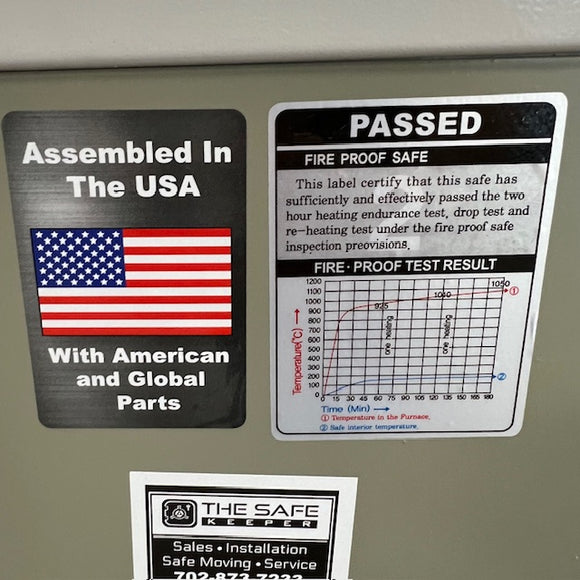 Assembled In
The USA
With American
and Global
Parts
PASSED
FIRE PROOF SAFE
This label certify that this safe has
sufficiently and effectively passed the two
hour heating endurance test, drop test and
re-heating test under the fire proof safe
inspection preovisions.
FIRE·PROOF TEST RESULT
Temperature(℃)
1200
1100
1000
900
800
700
600
500
400
300
200
100
0
925
1010
1050
①
one heating
one heating
②
0 15 30 45 60 75 90 105 120 135 150 165 180
Time (Min)
① Temperature in the Furnace.
② Safe interior temperature.
THE SAFE
KEEPER
Sales • Installation
Safe Moving • Service